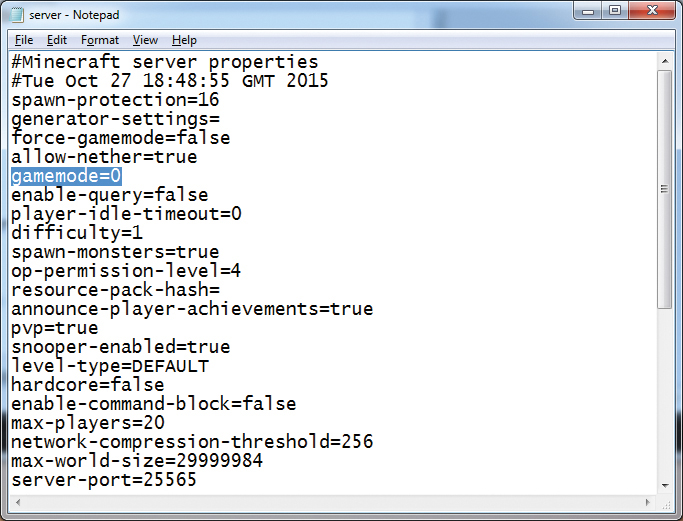 server - Notepad
File Edit Format View Help
#Minecraft server properties
#Tue Oct 27 18:48:55 GMT 2015
spawn-protection=16
generator-settings=
force-gamemode=false
allow-nether=true
gamemode=0
enable-query=false
player-idle-timeout=0
difficulty=1
spawn-monsters=true
op-permission-level=4
resource-pack-hash=
announce-player-achievements=true
pvp=true
snooper-enabled=true
level-type=DEFAULT
hardcore=false
enable-command-block=false
max-players=20
network-compression-threshold=256
max-world-size=29999984
server-port=25565